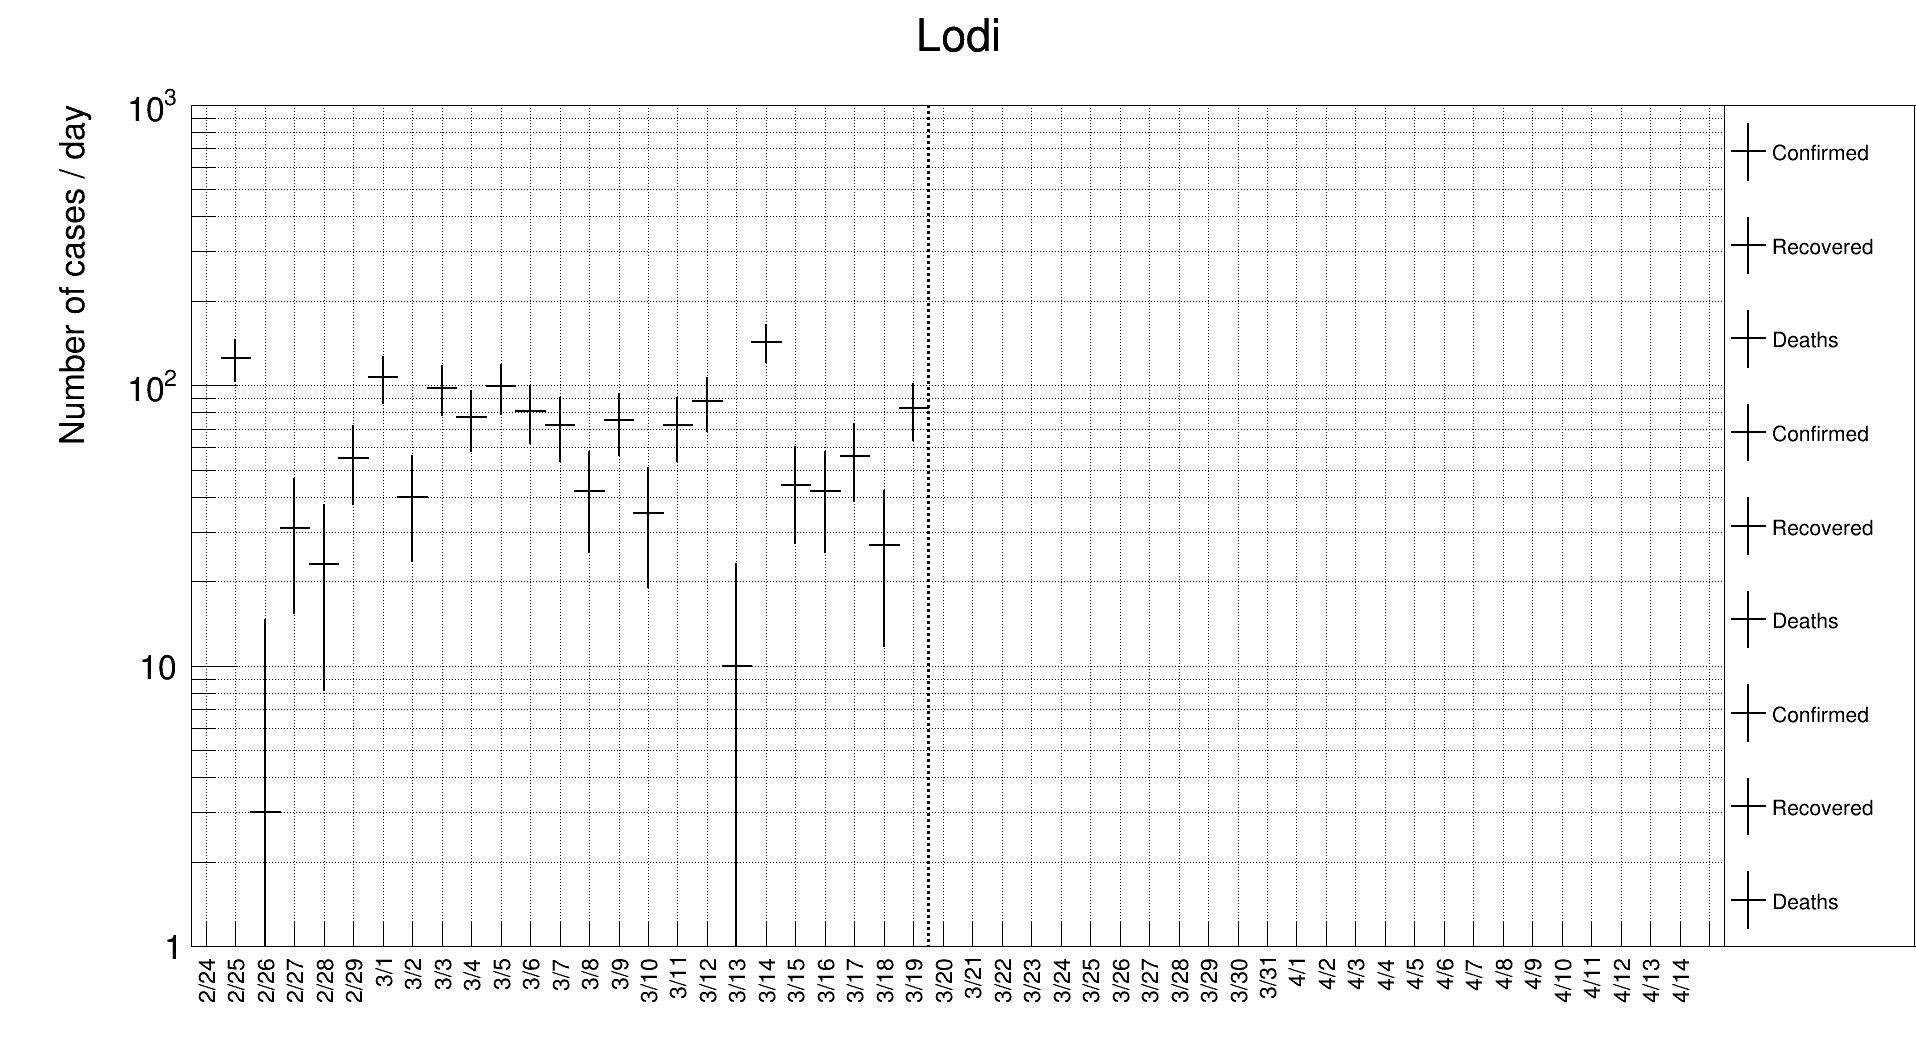 Lodi
Number of cases / day
10³
10²
10
1
2/24 2/25 2/26 2/27 2/28 2/29 3/1 3/2 3/3 3/4 3/5 3/6 3/7 3/8 3/9 3/10 3/11 3/12 3/13 3/14 3/15 3/16 3/17 3/18 3/19 3/20 3/21 3/22 3/23 3/24 3/25 3/26 3/27 3/28 3/29 3/30 3/31 4/1 4/2 4/3 4/4 4/5 4/6 4/7 4/8 4/9 4/10 4/11 4/12 4/13 4/14
Confirmed
Recovered
Deaths
Confirmed
Recovered
Deaths
Confirmed
Recovered
Deaths